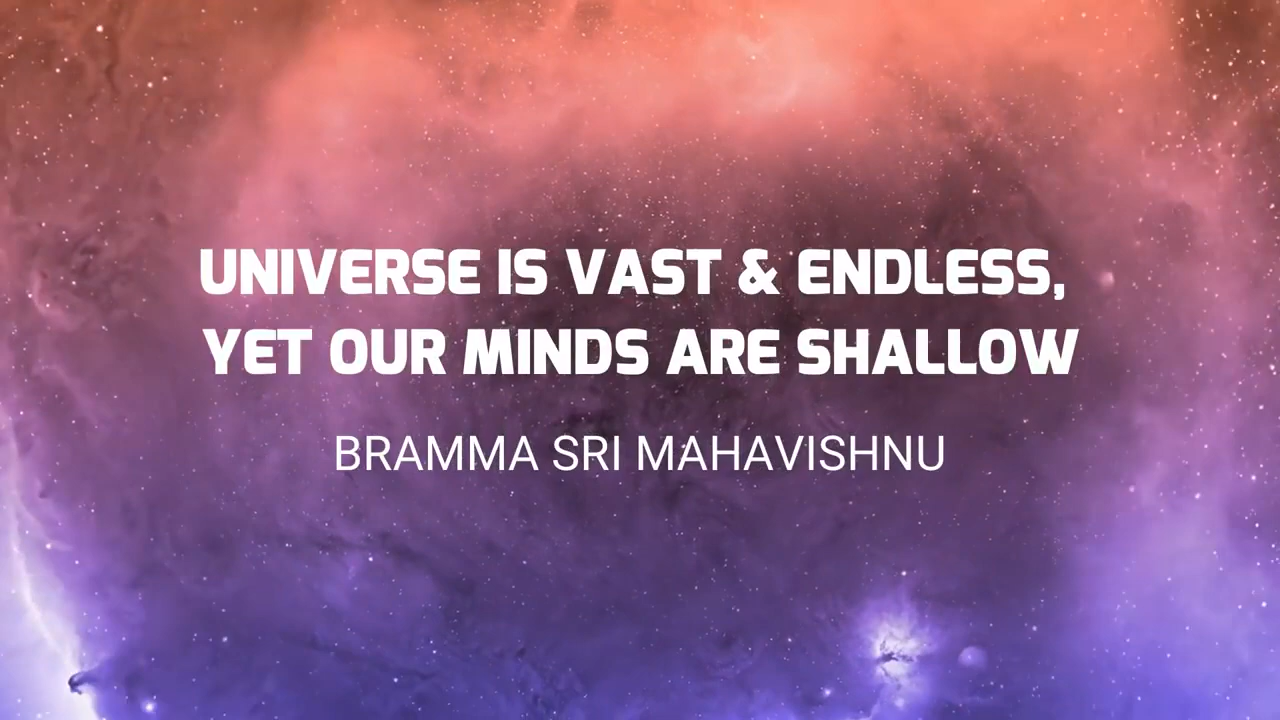 UNIVERSE IS VAST & ENDLESS,
YET OUR MINDS ARE SHALLOW
BRAMMA SRI MAHAVISHNU